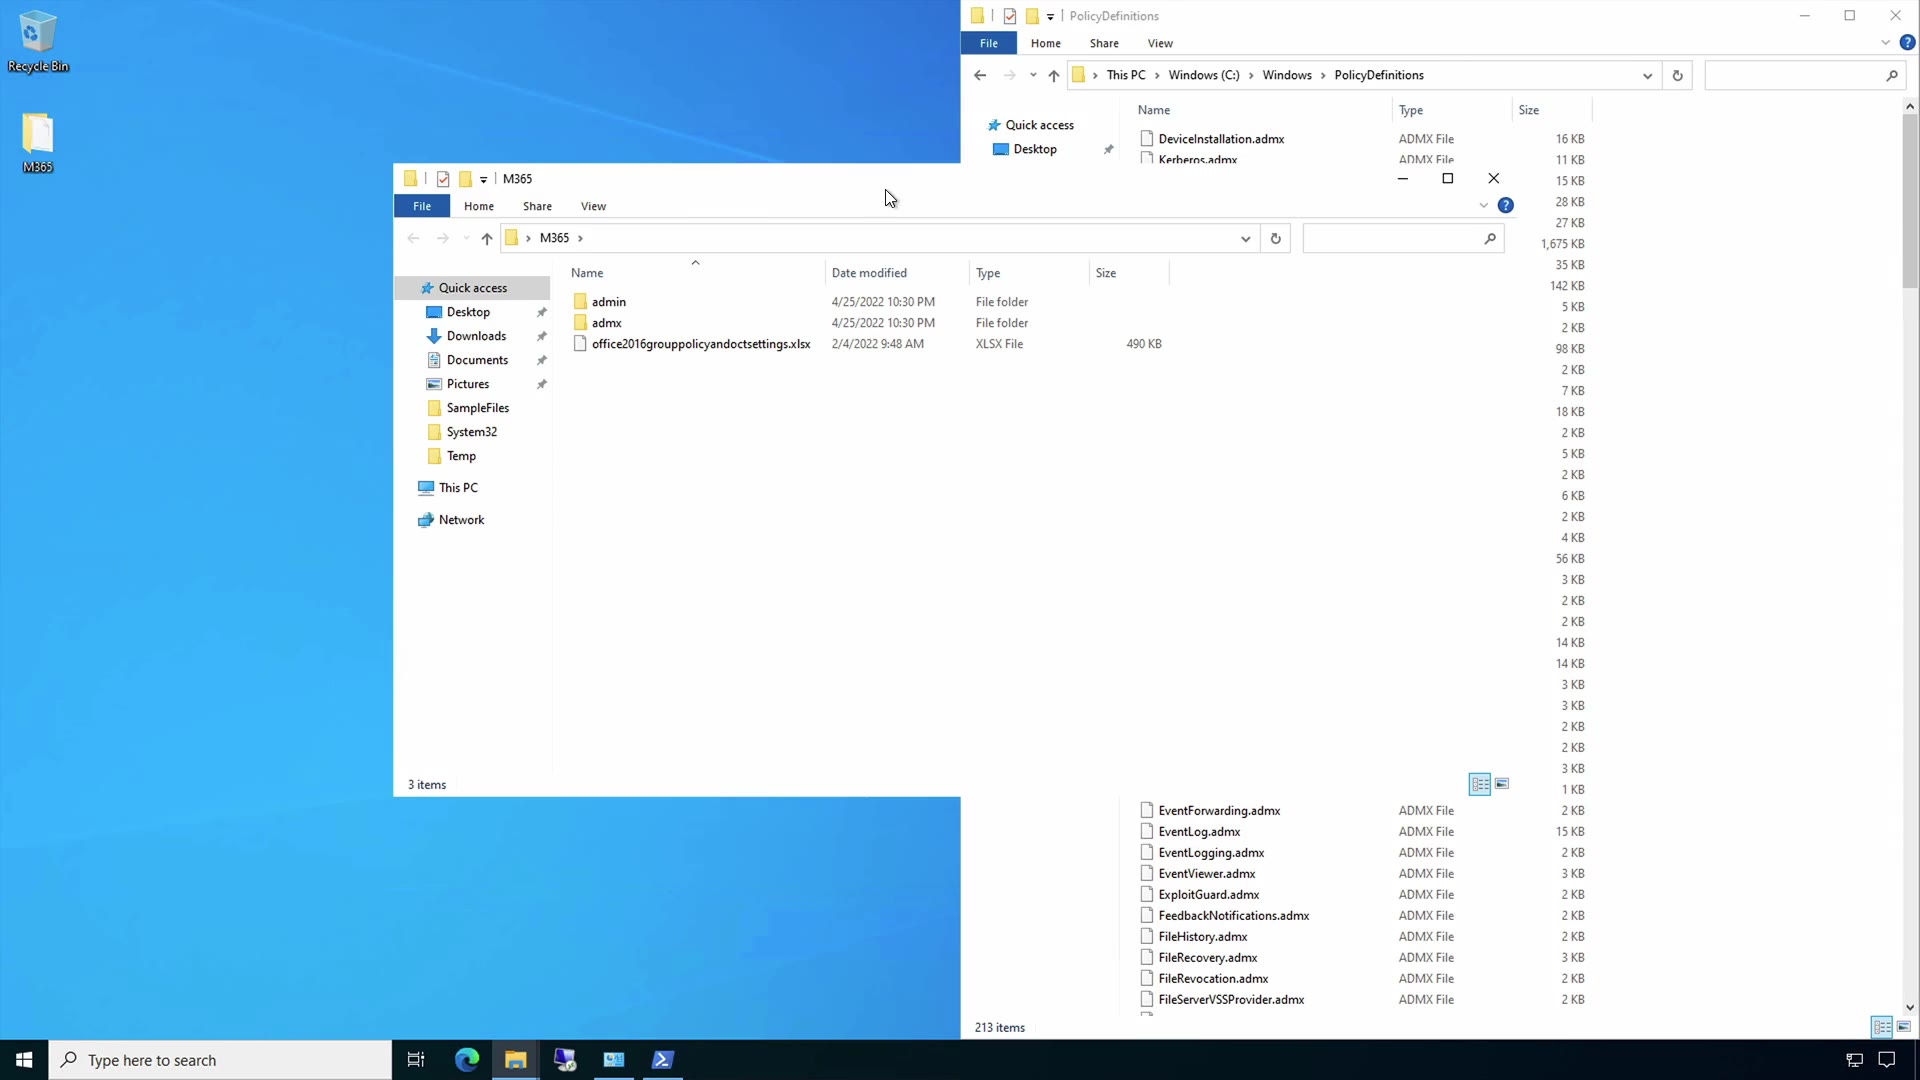 Recycle Bin
M365
PolicyDefinitions
File Home Share View
This PC Windows (C:) Windows PolicyDefinitions
Name Type Size
Quick access
Desktop
DeviceInstallation.admx ADMX File 16 KB
Kerberos.admx ADMX File 11 KB
15 KB
28 KB
27 KB
1,675 KB
35 KB
142 KB
5 KB
2 KB
98 KB
2 KB
7 KB
18 KB
2 KB
5 KB
2 KB
6 KB
2 KB
4 KB
56 KB
3 KB
2 KB
2 KB
14 KB
14 KB
3 KB
3 KB
2 KB
2 KB
3 KB
1 KB
M365
File Home Share View
M365
Name Date modified Type Size
Quick access
Desktop
Downloads
Documents
Pictures
SampleFiles
System32
Temp
This PC
Network
admin 4/25/2022 10:30 PM File folder
admx 4/25/2022 10:30 PM File folder
office2016grouppolicyandoctsettings.xlsx 2/4/2022 9:48 AM XLSX File 490 KB
3 items
EventForwarding.admx ADMX File 2 KB
EventLog.admx ADMX File 15 KB
EventLogging.admx ADMX File 2 KB
EventViewer.admx ADMX File 3 KB
ExploitGuard.admx ADMX File 2 KB
FeedbackNotifications.admx ADMX File 2 KB
FileHistory.admx ADMX File 2 KB
FileRecovery.admx ADMX File 3 KB
FileRevocation.admx ADMX File 2 KB
FileServerVSSProvider.admx ADMX File 2 KB
213 items
Type here to search